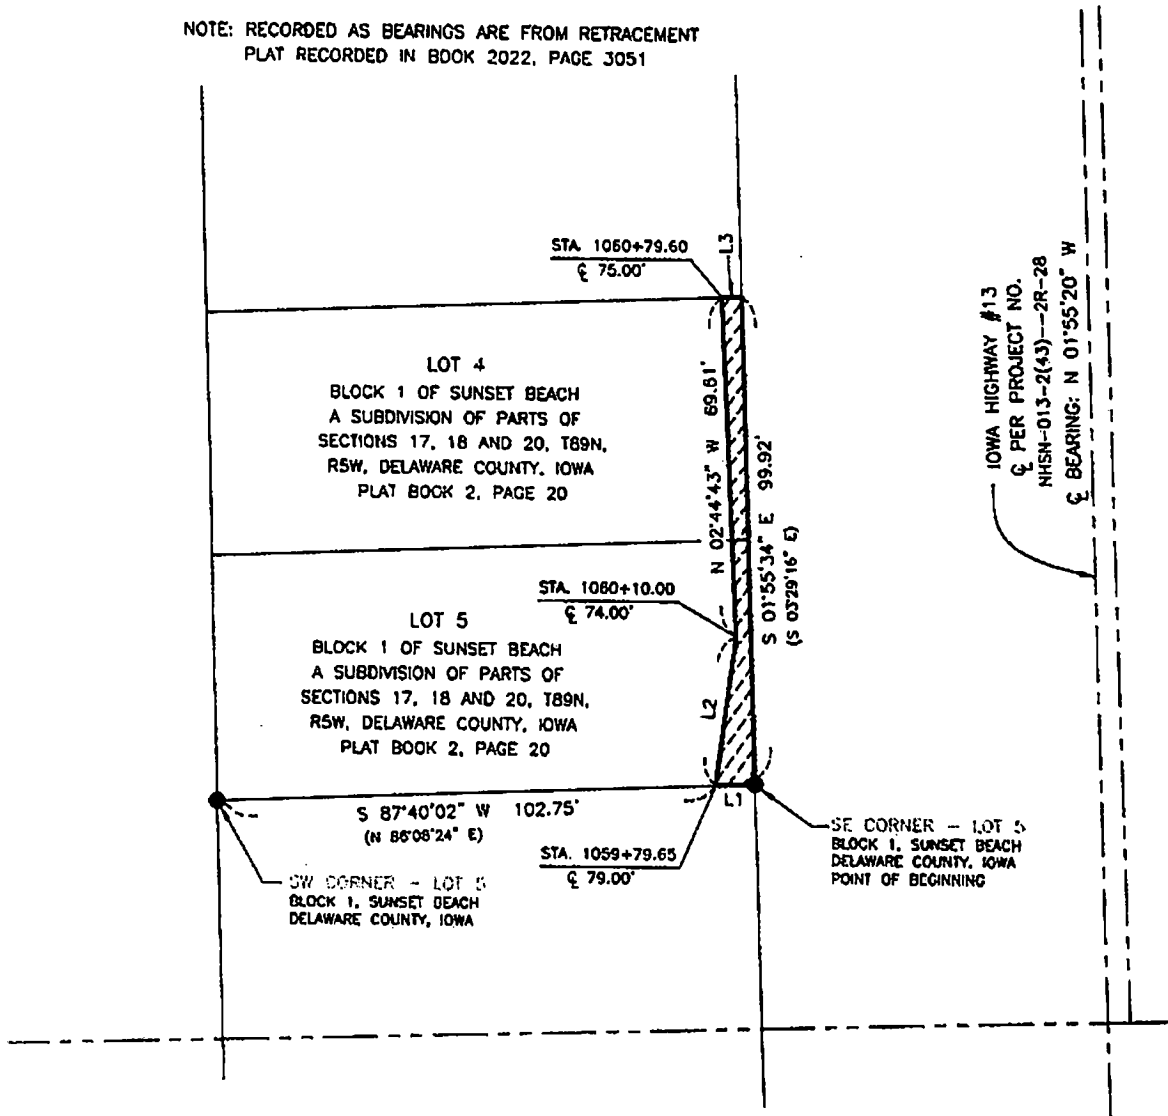 NOTE: RECORDED AS BEARINGS ARE FROM RETRACEMENT
PLAT RECORDED IN BOOK 2022, PAGE 3051
STA. 1060+79.60
℄ 75.00'
L3
IOWA HIGHWAY #13
℄ PER PROJECT NO.
NHSN-013-2(43)--2R-28
℄ BEARING: N 01°55'20" W
LOT 4
BLOCK 1 OF SUNSET BEACH
A SUBDIVISION OF PARTS OF
SECTIONS 17, 18 AND 20, T89N,
R5W, DELAWARE COUNTY, IOWA
PLAT BOOK 2, PAGE 20
N 02°44'43" W 69.61'
S 01°55'34" E 99.92'
(S 03°29'16" E)
STA. 1060+10.00
℄ 74.00'
LOT 5
BLOCK 1 OF SUNSET BEACH
A SUBDIVISION OF PARTS OF
SECTIONS 17, 18 AND 20, T89N,
R5W, DELAWARE COUNTY, IOWA
PLAT BOOK 2, PAGE 20
L2
L1
S 87°40'02" W 102.75'
(N 86°08'24" E)
STA. 1059+79.65
℄ 79.00'
SW CORNER - LOT 5
BLOCK 1, SUNSET BEACH
DELAWARE COUNTY, IOWA
SE CORNER - LOT 5
BLOCK 1, SUNSET BEACH
DELAWARE COUNTY, IOWA
POINT OF BEGINNING